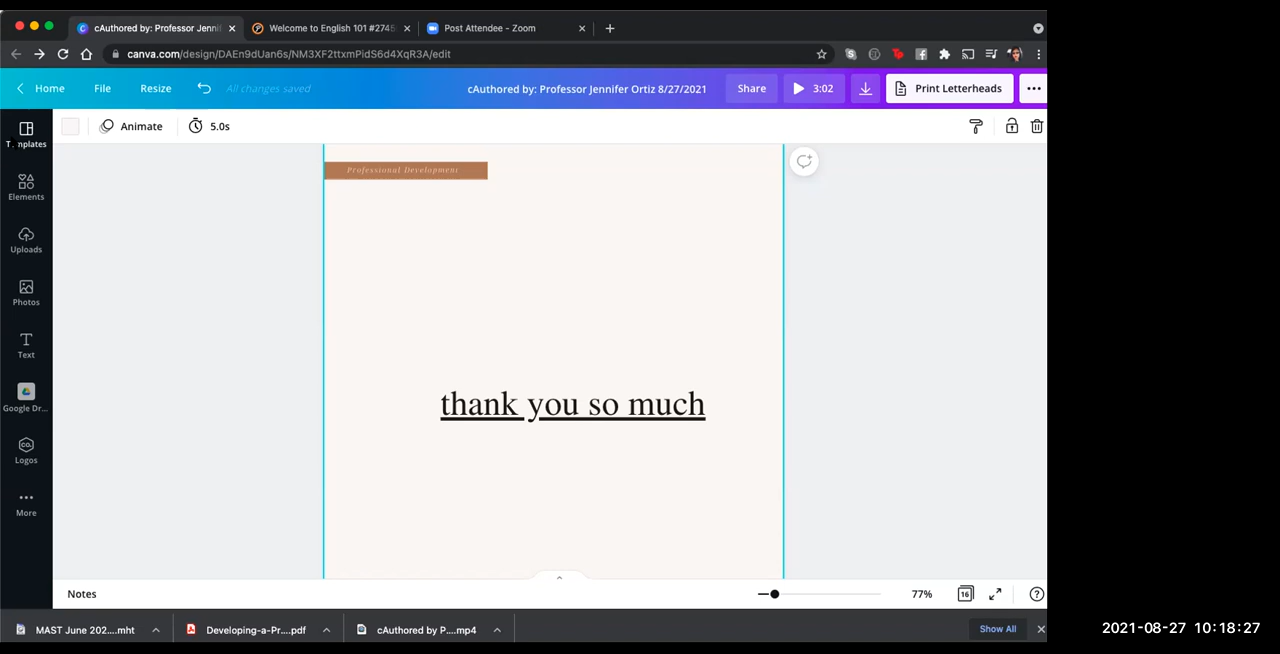 cAuthored by: Professor Jennif
Welcome to English 101 #2745
Post Attendee - Zoom
canva.com/design/DAEn9dUan6s/NM3XF2ttxmPidS6d4XqR3A/edit
Home File Resize All changes saved cAuthored by: Professor Jennifer Ortiz 8/27/2021 Share 3:02 Print Letterheads
Animate 5.0s
Templates
Elements
Uploads
Photos
Text
Google Dr...
Logos
More
Professional Development
thank you so much
Notes 77% 16
MAST June 202....mht Developing-a-Pr....pdf cAuthored by P....mp4 Show All
2021-08-27 10:18:27